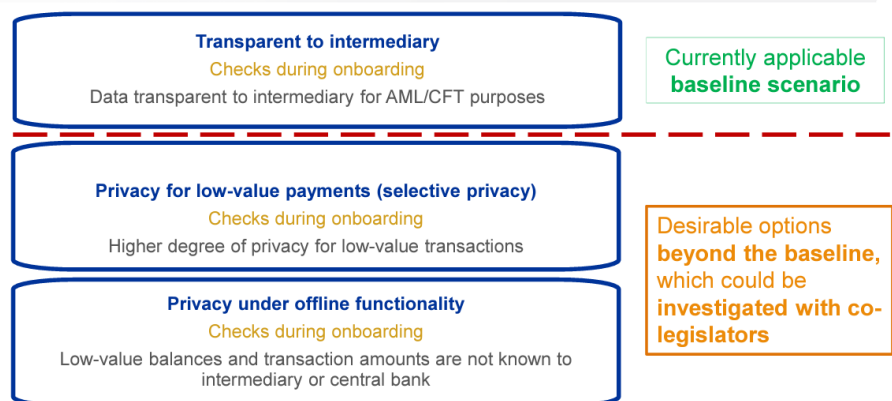 Transparent to intermediary
Checks during onboarding
Data transparent to intermediary for AML/CFT purposes
Currently applicable
baseline scenario
Privacy for low-value payments (selective privacy)
Checks during onboarding
Higher degree of privacy for low-value transactions
Privacy under offline functionality
Checks during onboarding
Low-value balances and transaction amounts are not known to
intermediary or central bank
Desirable options
beyond the baseline,
which could be
investigated with co-
legislators